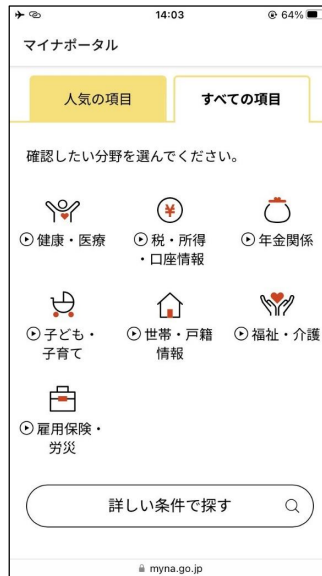 14:03
64%
マイナポータル
人気の項目
すべての項目
確認したい分野を選んでください。
健康・医療
税・所得
・口座情報
年金関係
子ども・
子育て
世帯・戸籍
情報
福祉・介護
雇用保険・
労災
詳しい条件で探す
myna.go.jp